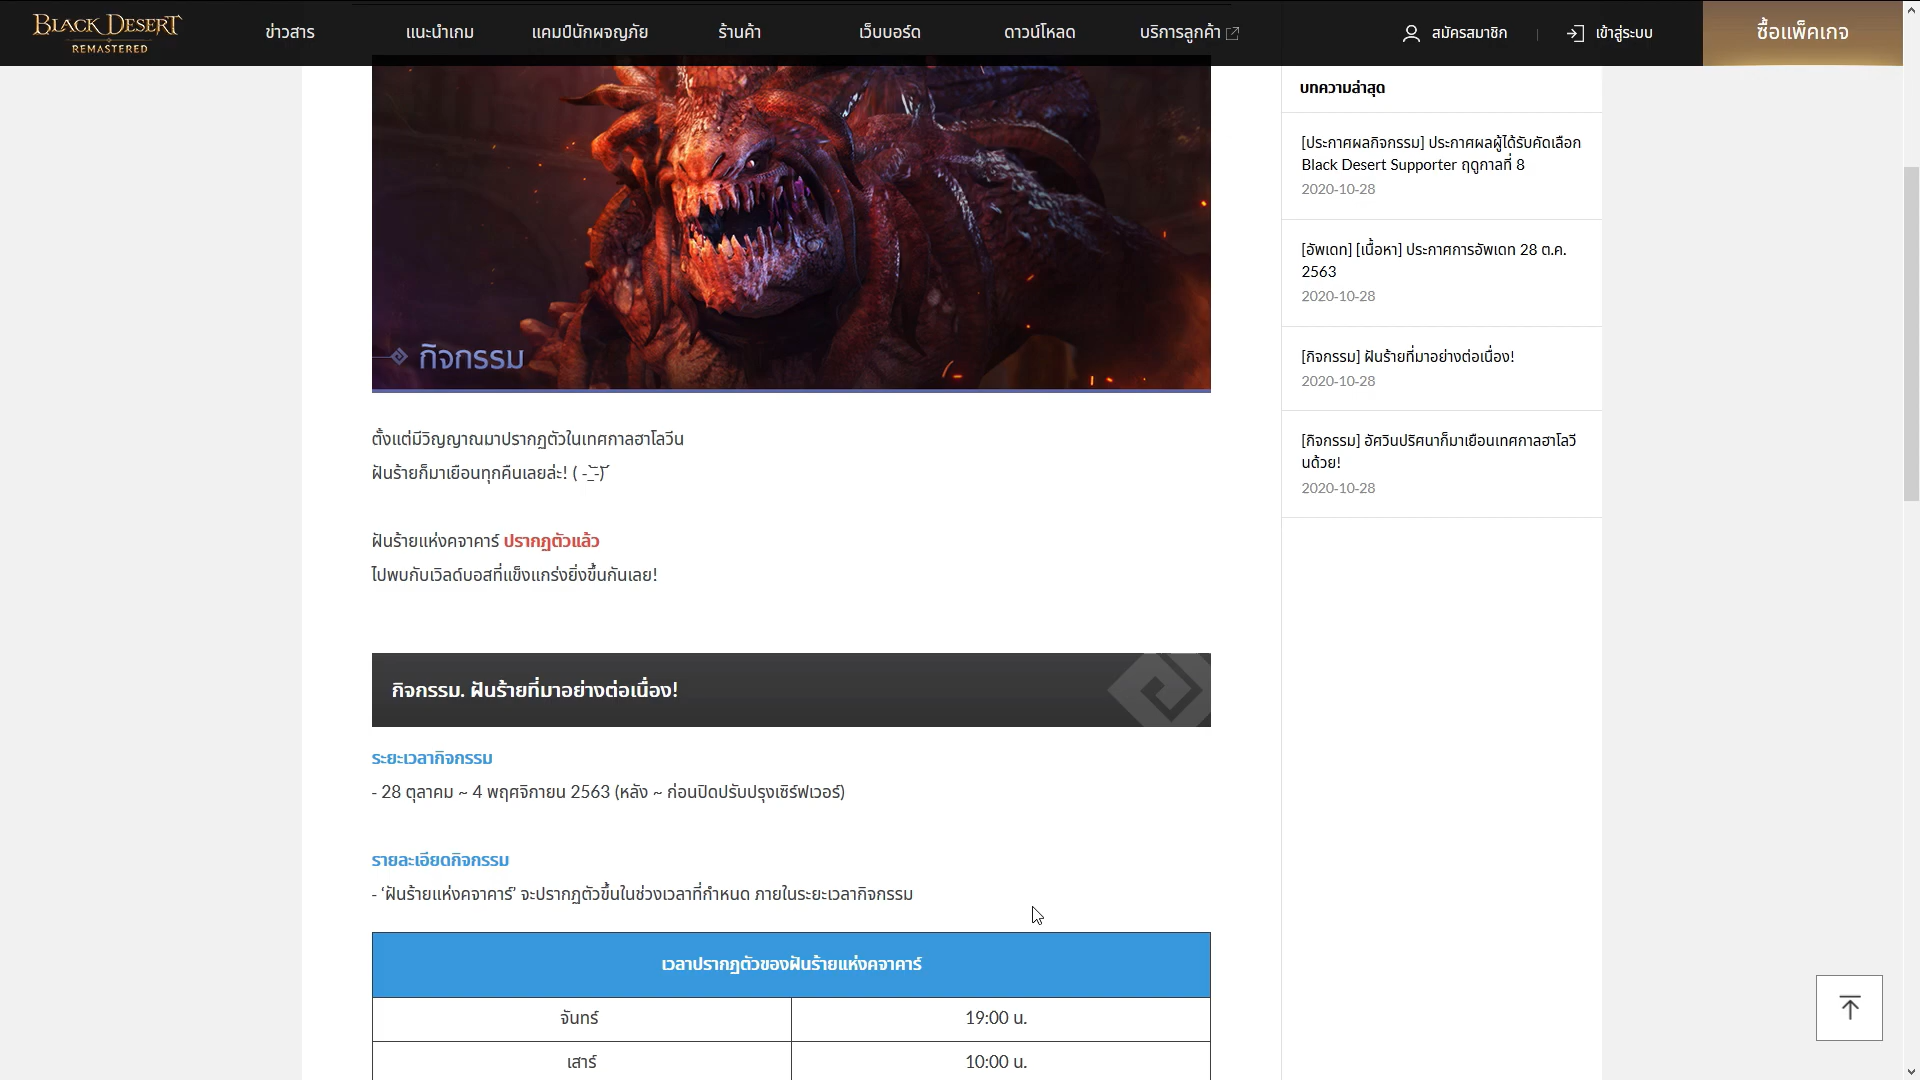 BLACK DESERT
REMASTERED
ข่าวสาร
แนะนำเกม
แคมป์นักผจญภัย
ร้านค้า
เว็บบอร์ด
ดาวน์โหลด
บริการลูกค้า
สมัครสมาชิก
เข้าสู่ระบบ
ซื้อแพ็คเกจ
กิจกรรม
ตั้งแต่มีวิญญาณมาปรากฏตัวในเทศกาลฮาโลวีน
ฝันร้ายก็มาเยือนทุกคืนเลยล่ะ!
ฝันร้ายแห่งคจาคาร์ ปรากฏตัวแล้ว
ไปพบกับเวิลด์บอสที่แข็งแกร่งยิ่งขึ้นกันเลย!
กิจกรรม. ฝันร้ายที่มาอย่างต่อเนื่อง!
ระยะเวลากิจกรรม
- 28 ตุลาคม ~ 4 พฤศจิกายน 2563 (หลัง ~ ก่อนปิดปรับปรุงเซิร์ฟเวอร์)
รายละเอียดกิจกรรม
- ‘ฝันร้ายแห่งคจาคาร์’ จะปรากฏตัวขึ้นในช่วงเวลาที่กำหนด ภายในระยะเวลากิจกรรม
เวลาปรากฏตัวของฝันร้ายแห่งคจาคาร์
จันทร์ 19:00 น.
เสาร์ 10:00 น.
บทความล่าสุด
[ประกาศผลกิจกรรม] ประกาศผลผู้ได้รับคัดเลือก
Black Desert Supporter ฤดูกาลที่ 8
2020-10-28
[อัพเดท] [เนื้อหา] ประกาศการอัพเดท 28 ต.ค.
2563
2020-10-28
[กิจกรรม] ฝันร้ายที่มาอย่างต่อเนื่อง!
2020-10-28
[กิจกรรม] อัศวินปริศนาก็มาเยือนเทศกาลฮาโลวี
นด้วย!
2020-10-28